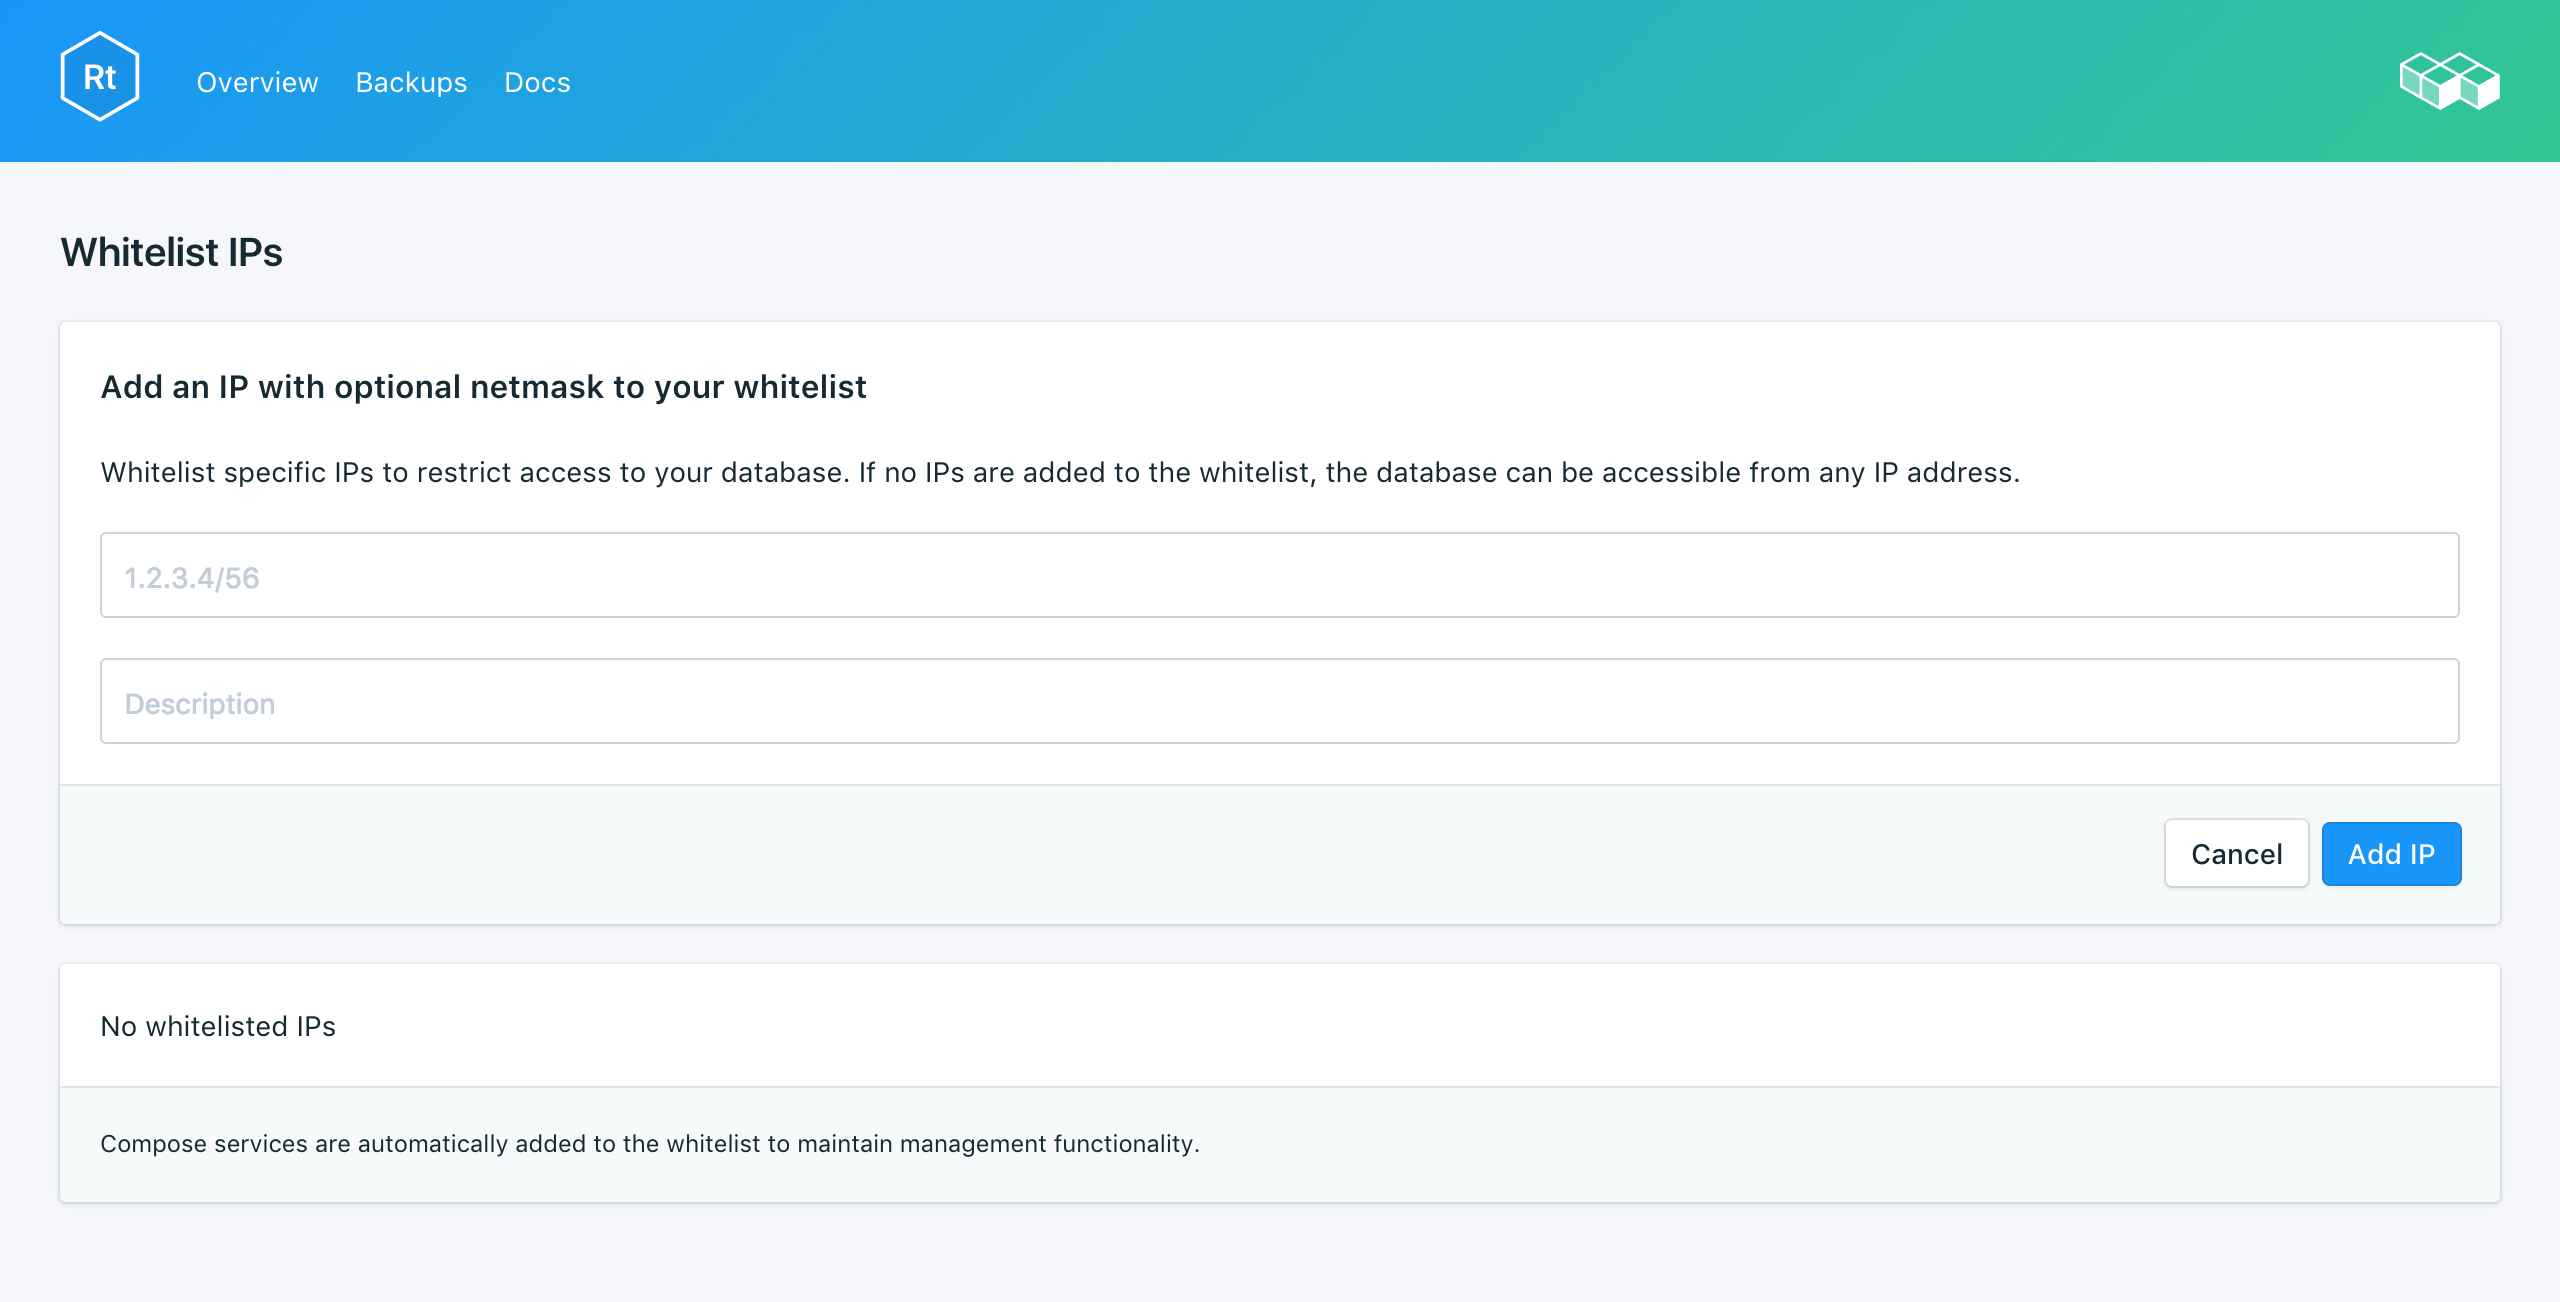 Rt
Overview Backups Docs
Whitelist IPs
Add an IP with optional netmask to your whitelist
Whitelist specific IPs to restrict access to your database. If no IPs are added to the whitelist, the database can be accessible from any IP address.
1.2.3.4/56
Description
Cancel Add IP
No whitelisted IPs
Compose services are automatically added to the whitelist to maintain management functionality.